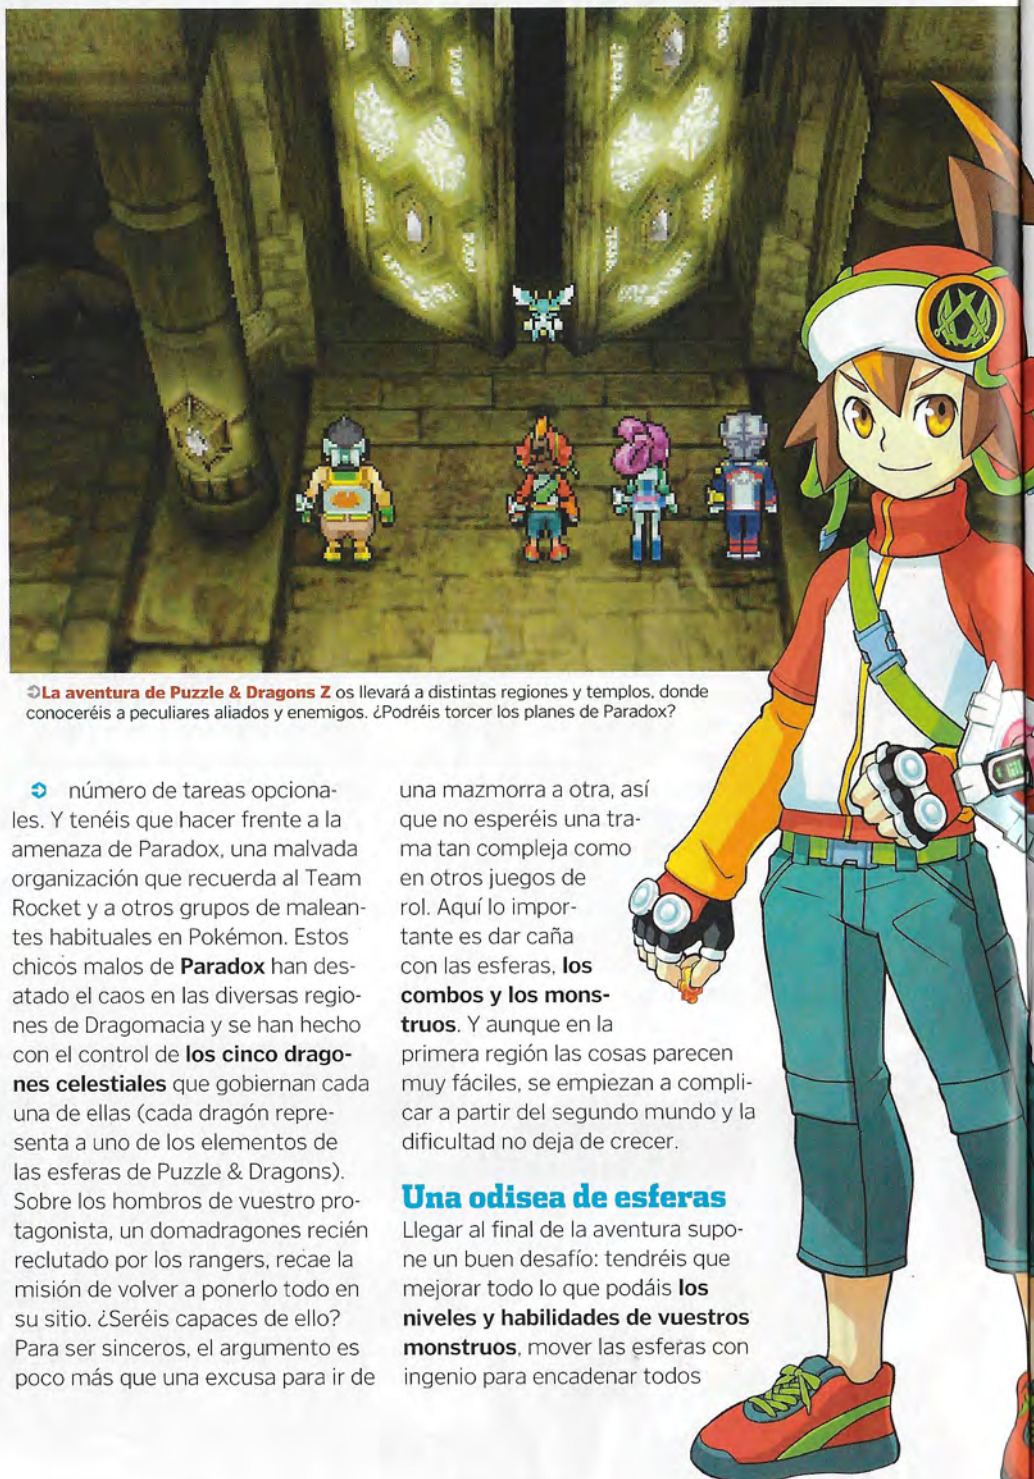 La aventura de Puzzle & Dragons Z os llevará a distintas regiones y templos, donde
conoceréis a peculiares aliados y enemigos. ¿Podréis torcer los planes de Paradox?
número de tareas opciona-
les. Y tenéis que hacer frente a la
amenaza de Paradox, una malvada
organización que recuerda al Team
Rocket y a otros grupos de malean-
tes habituales en Pokémon. Estos
chicos malos de Paradox han des-
atado el caos en las diversas regio-
nes de Dragomacia y se han hecho
con el control de los cinco drago-
nes celestiales que gobiernan cada
una de ellas (cada dragón repre-
senta a uno de los elementos de
las esferas de Puzzle & Dragons).
Sobre los hombros de vuestro pro-
tagonista, un domadragones recién
reclutado por los rangers, recae la
misión de volver a ponerlo todo en
su sitio. ¿Seréis capaces de ello?
Para ser sinceros, el argumento es
poco más que una excusa para ir de
una mazmorra a otra, así
que no esperéis una tra-
ma tan compleja como
en otros juegos de
rol. Aquí lo impor-
tante es dar caña
con las esferas, los
combos y los mons-
truos. Y aunque en la
primera región las cosas parecen
muy fáciles, se empiezan a compli-
car a partir del segundo mundo y la
dificultad no deja de crecer.
Una odisea de esferas
Llegar al final de la aventura supo-
ne un buen desafío: tendréis que
mejorar todo lo que podáis los
niveles y habilidades de vuestros
monstruos, mover las esferas con
ingenio para encadenar todos